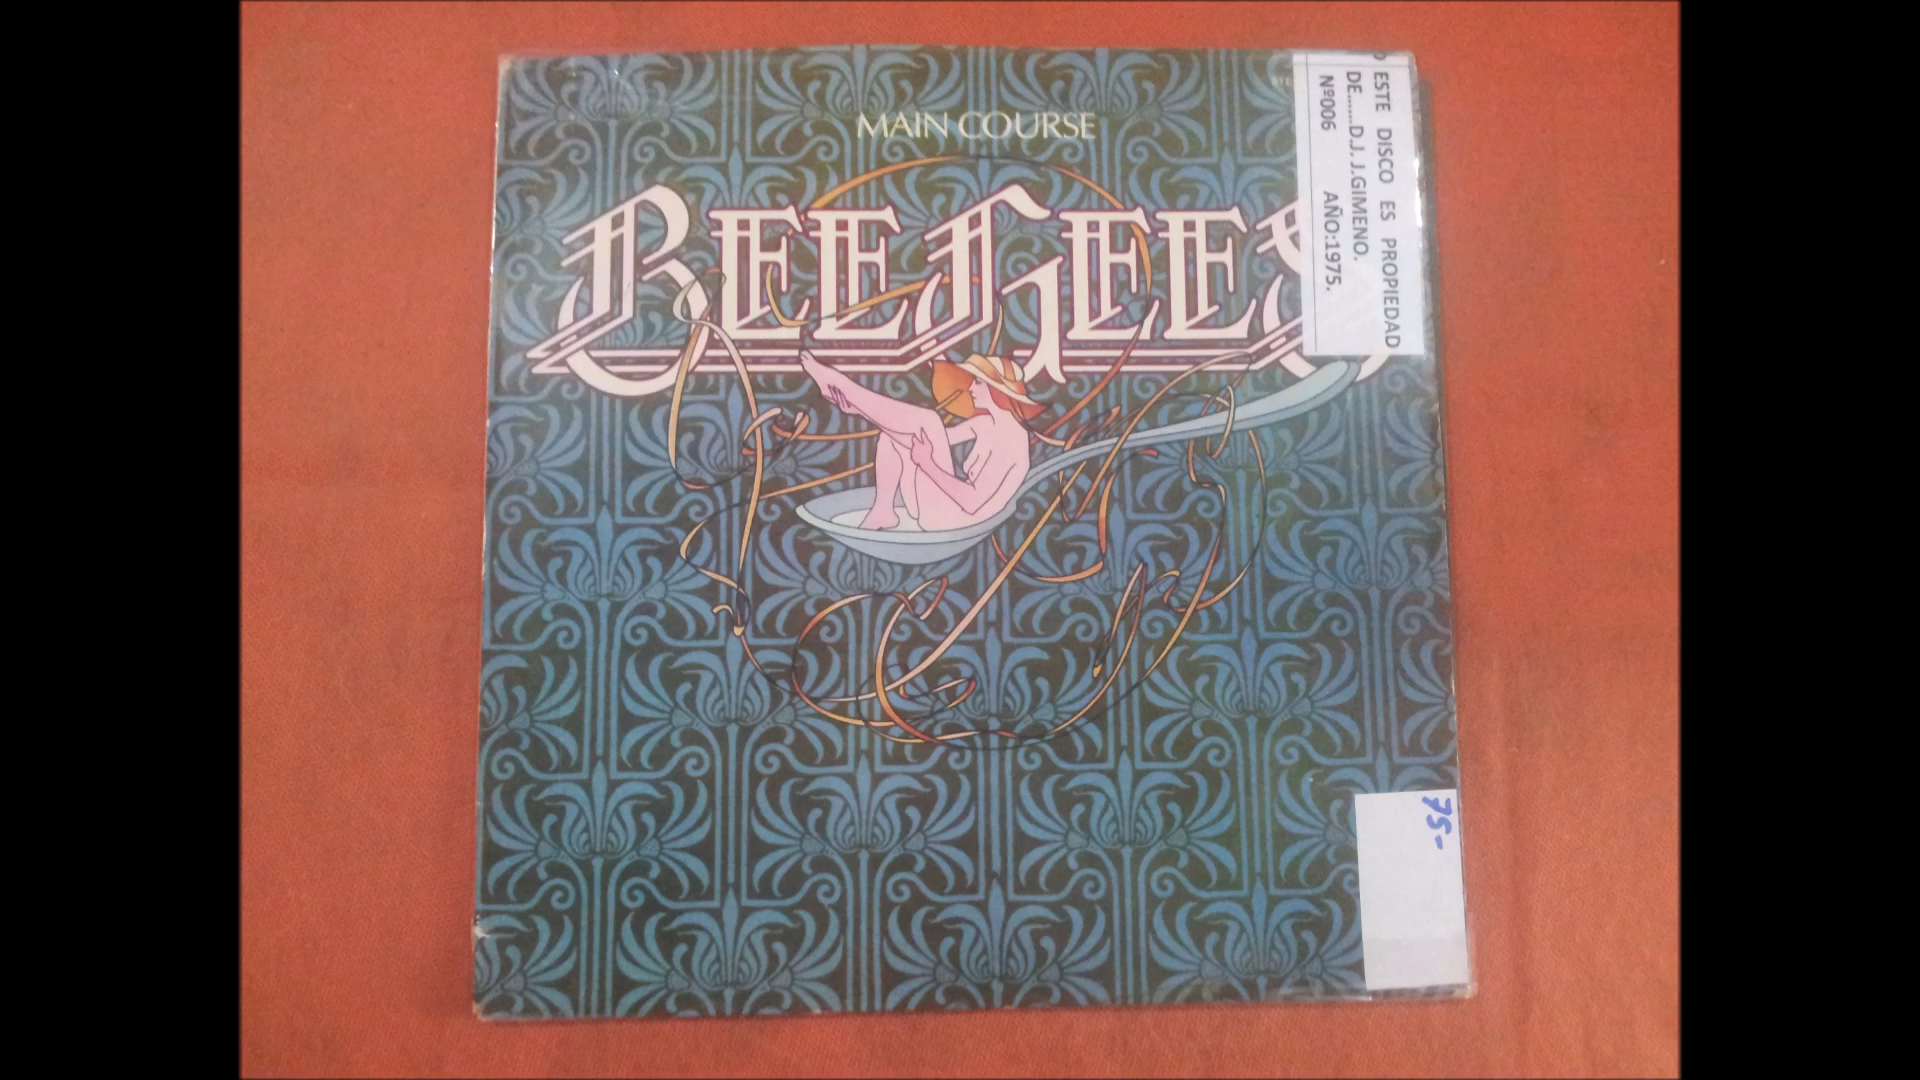 MAIN COURSE
BEE GEES
ESTE DISCO ES PROPIEDAD
DE......D.J. J.GIMENO.
Nº006 AÑO:1975.
75-